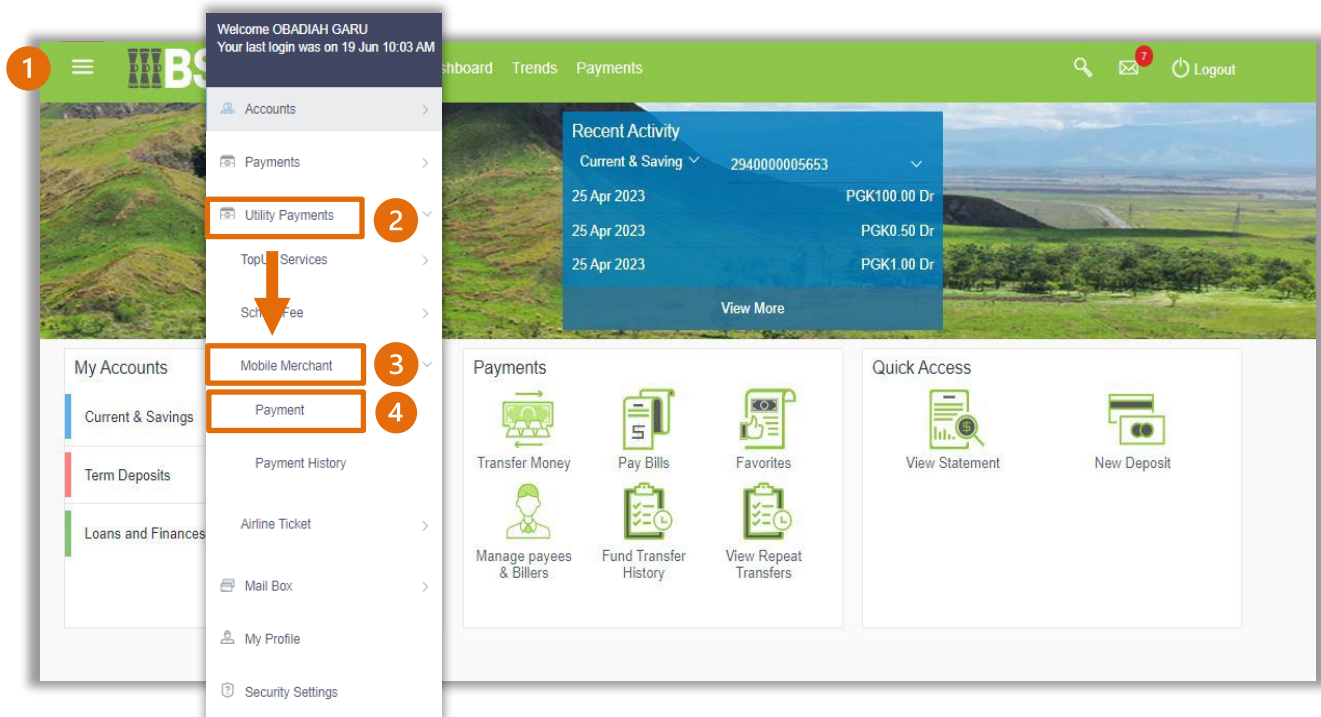 Welcome OBADIAH GARU
Your last login was on 19 Jun 10:03 AM
1
BS
shboard Trends Payments
7
Logout
Accounts
Payments
Utility Payments
2
Services
Fee
Mobile Merchant
3
Payment
4
Payment History
Airline Ticket
Mail Box
My Profile
Security Settings
Recent Activity
Current & Saving 2940000005653
25 Apr 2023 PGK100.00 Dr
25 Apr 2023 PGK0.50 Dr
25 Apr 2023 PGK1.00 Dr
View More
My Accounts
Current & Savings
Term Deposits
Loans and Finances
Payments
Transfer Money
Pay Bills
Favorites
Manage payees
& Billers
Fund Transfer
History
View Repeat
Transfers
Quick Access
View Statement
New Deposit